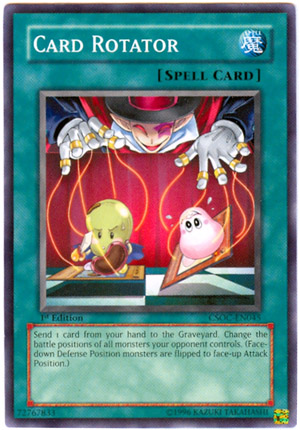 CARD ROTATOR
魔
[SPELL CARD]
1st Edition
CSOC-EN045
Send 1 card from your hand to the Graveyard. Change the
battle positions of all monsters your opponent controls. (Face-
down Defense Position monsters are flipped to face-up Attack
Position.)
72767833
©1996 KAZUKI TAKAHASHI